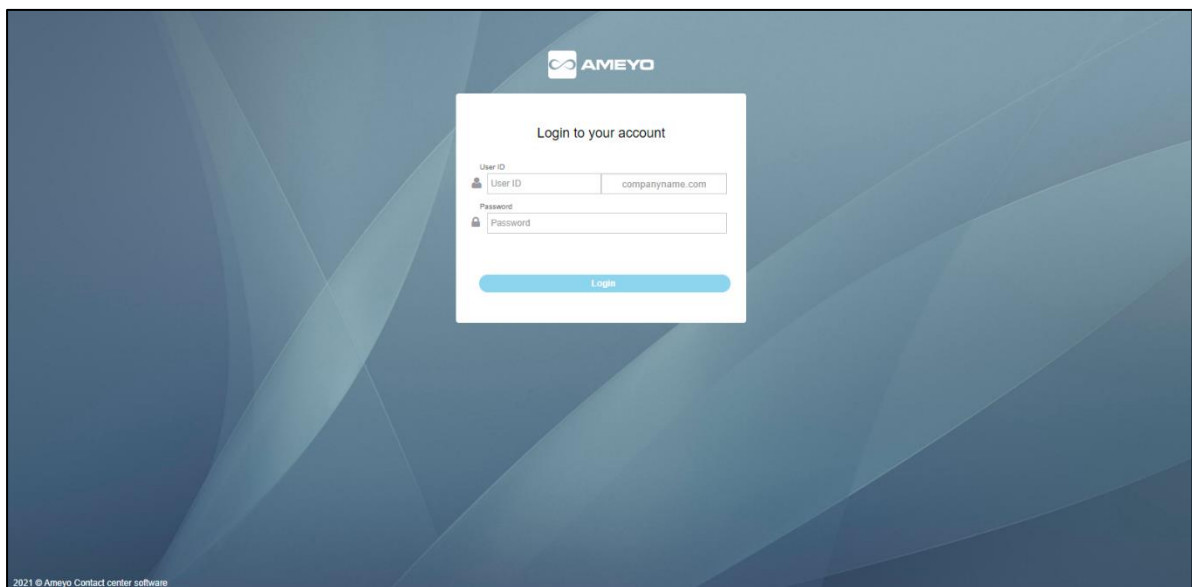 AMEYO
Login to your account
User ID
User ID companyname.com
Password
Password
Login
2021 © Ameyo Contact center software